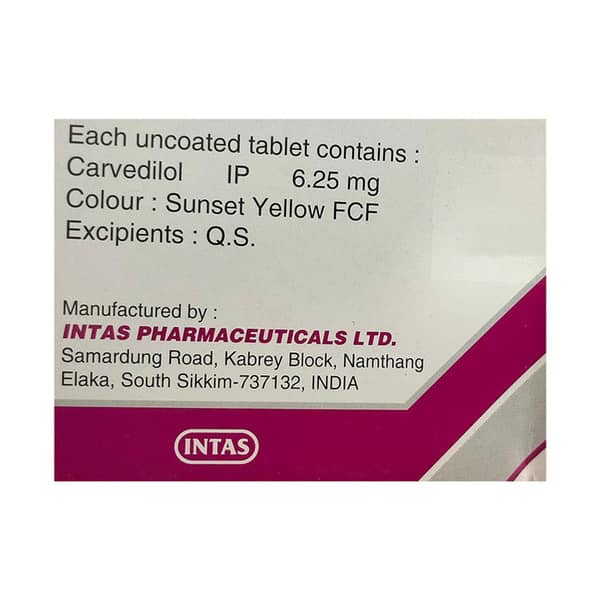 Each uncoated tablet contains :
Carvedilol IP 6.25 mg
Colour : Sunset Yellow FCF
Excipients : Q.S.
Manufactured by :
INTAS PHARMACEUTICALS LTD.
Samardung Road, Kabrey Block, Namthang
Elaka, South Sikkim-737132, INDIA
INTAS